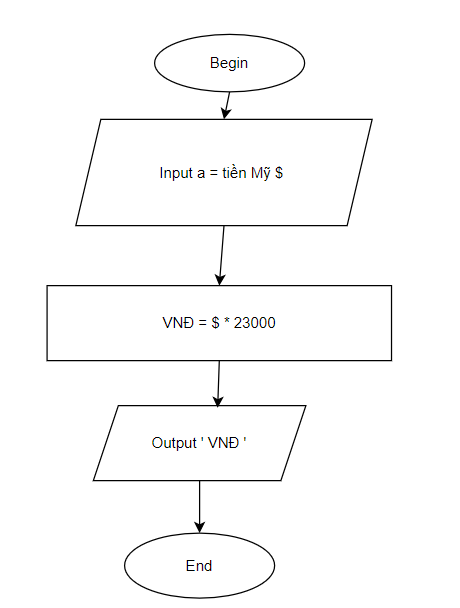 Begin
Input a = tiền Mỹ $
VNĐ = $ * 23000
Output ' VNĐ '
End